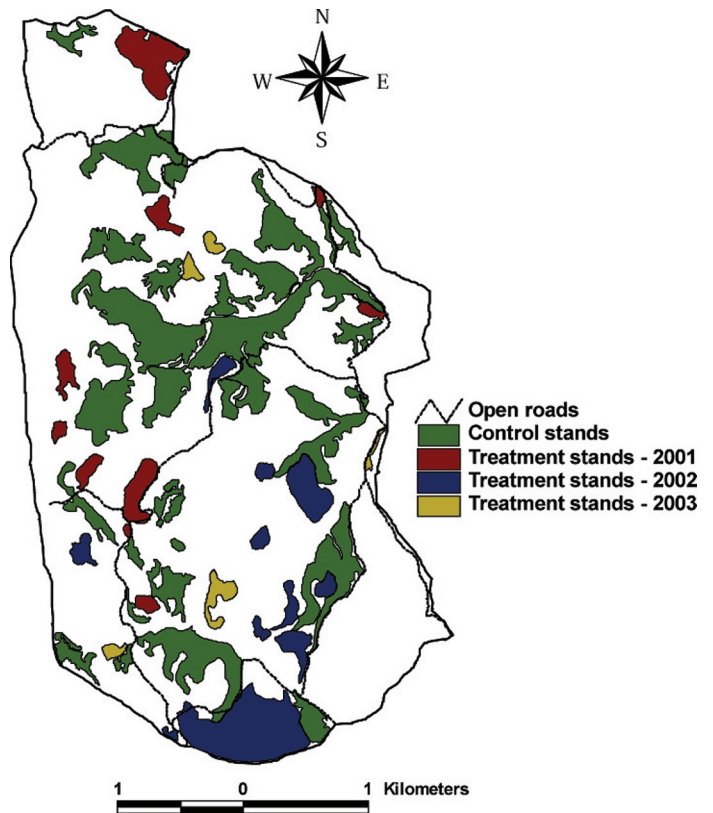 N
W E
S
Open roads
Control stands
Treatment stands - 2001
Treatment stands - 2002
Treatment stands - 2003
1 0 1 Kilometers